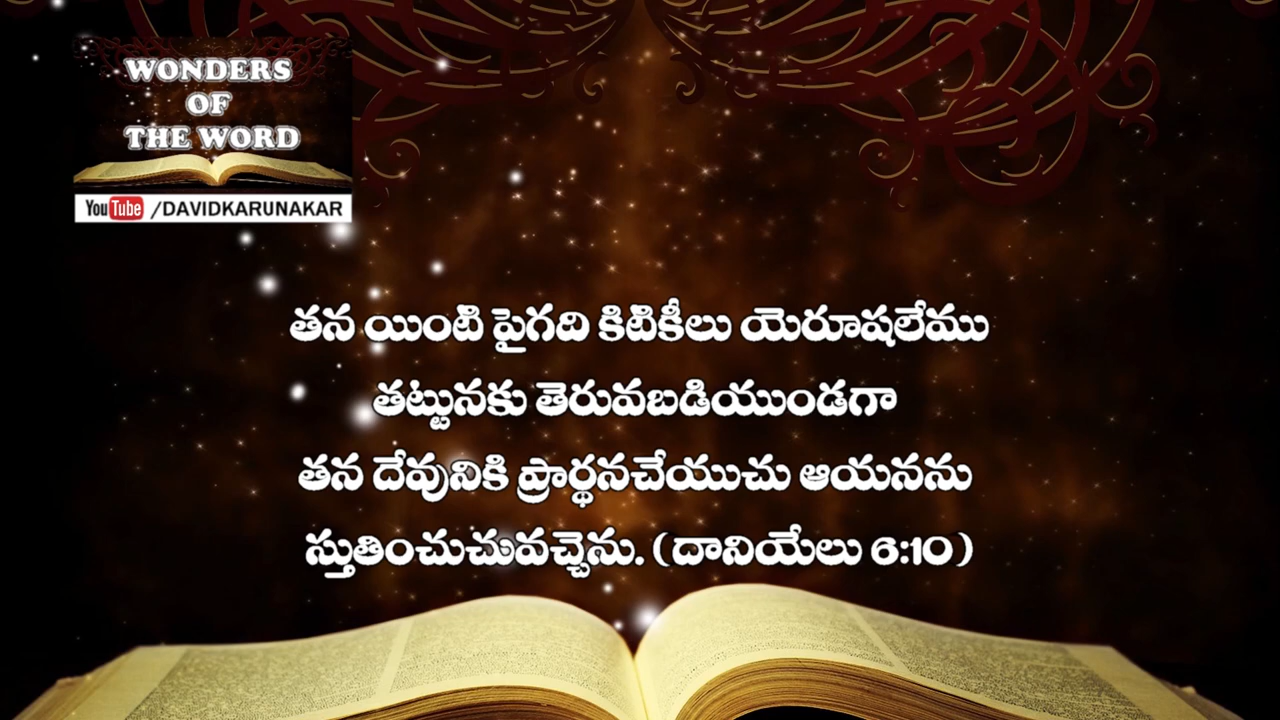 WONDERS
OF
THE WORD
YouTube /DAVIDKARUNAKAR
తన యింటి పైగది కిటికీలు యెరూషలేము
తట్టునకు తెరువబడియుండగా
తన దేవునికి ప్రార్థనచేయుచు ఆయనను
స్తుతించుచువచ్చెను. (దానియేలు 6:10)